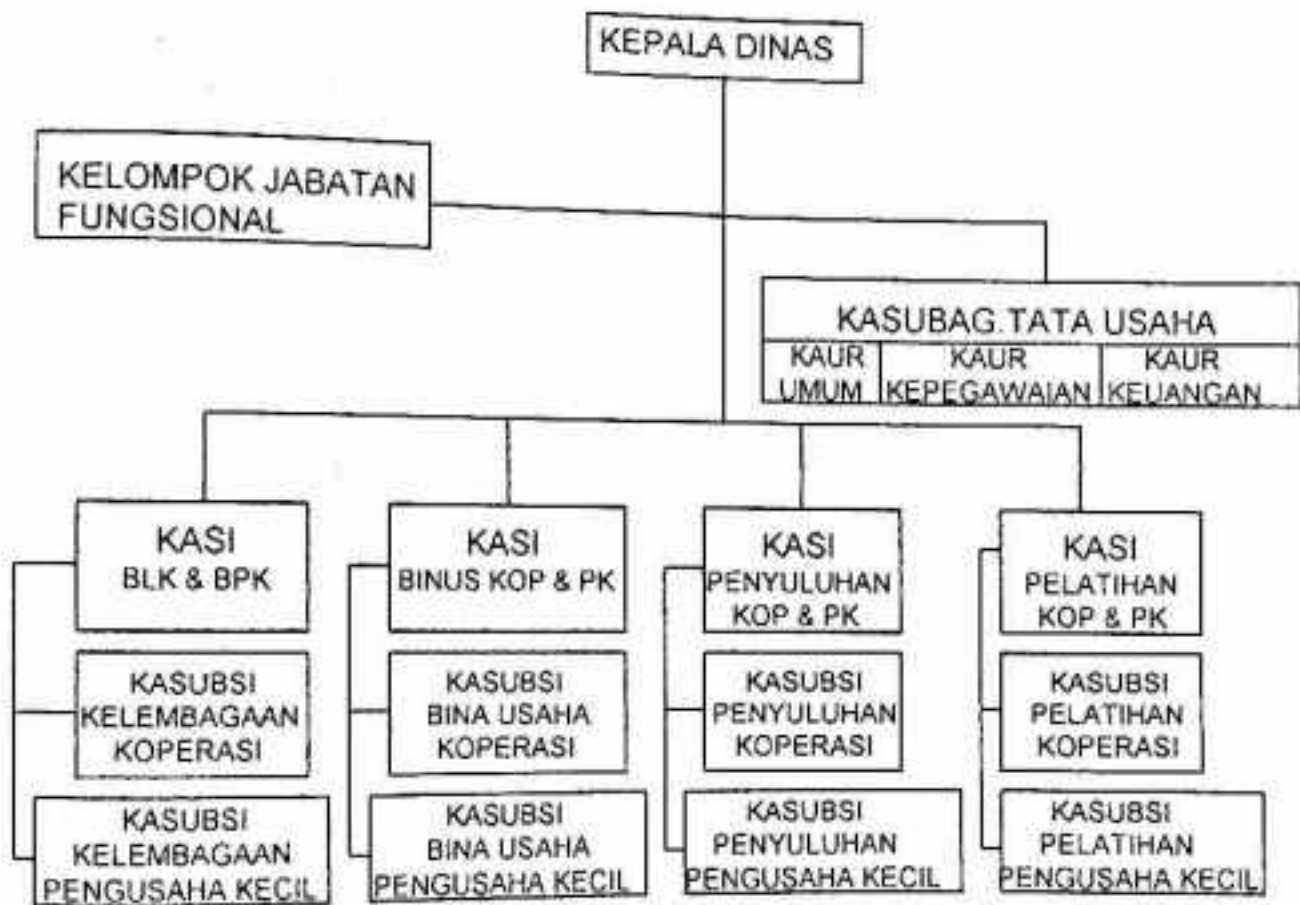 KEPALA DINAS
KELOMPOK JABATAN
FUNGSIONAL
KASUBAG.TATA USAHA
KAUR
UMUM
KAUR
KEPEGAWAIAN
KAUR
KEUANGAN
KASI
BLK & BPK
KASI
BINUS KOP & PK
KASI
PENYULUHAN
KOP & PK
KASI
PELATIHAN
KOP & PK
KASUBSI
KELEMBAGAAN
KOPERASI
KASUBSI
BINA USAHA
KOPERASI
KASUBSI
PENYULUHAN
KOPERASI
KASUBSI
PELATIHAN
KOPERASI
KASUBSI
KELEMBAGAAN
PENGUSAHA KECIL
KASUBSI
BINA USAHA
PENGUSAHA KECIL
KASUBSI
PENYULUHAN
PENGUSAHA KECIL
KASUBSI
PELATIHAN
PENGUSAHA KECIL